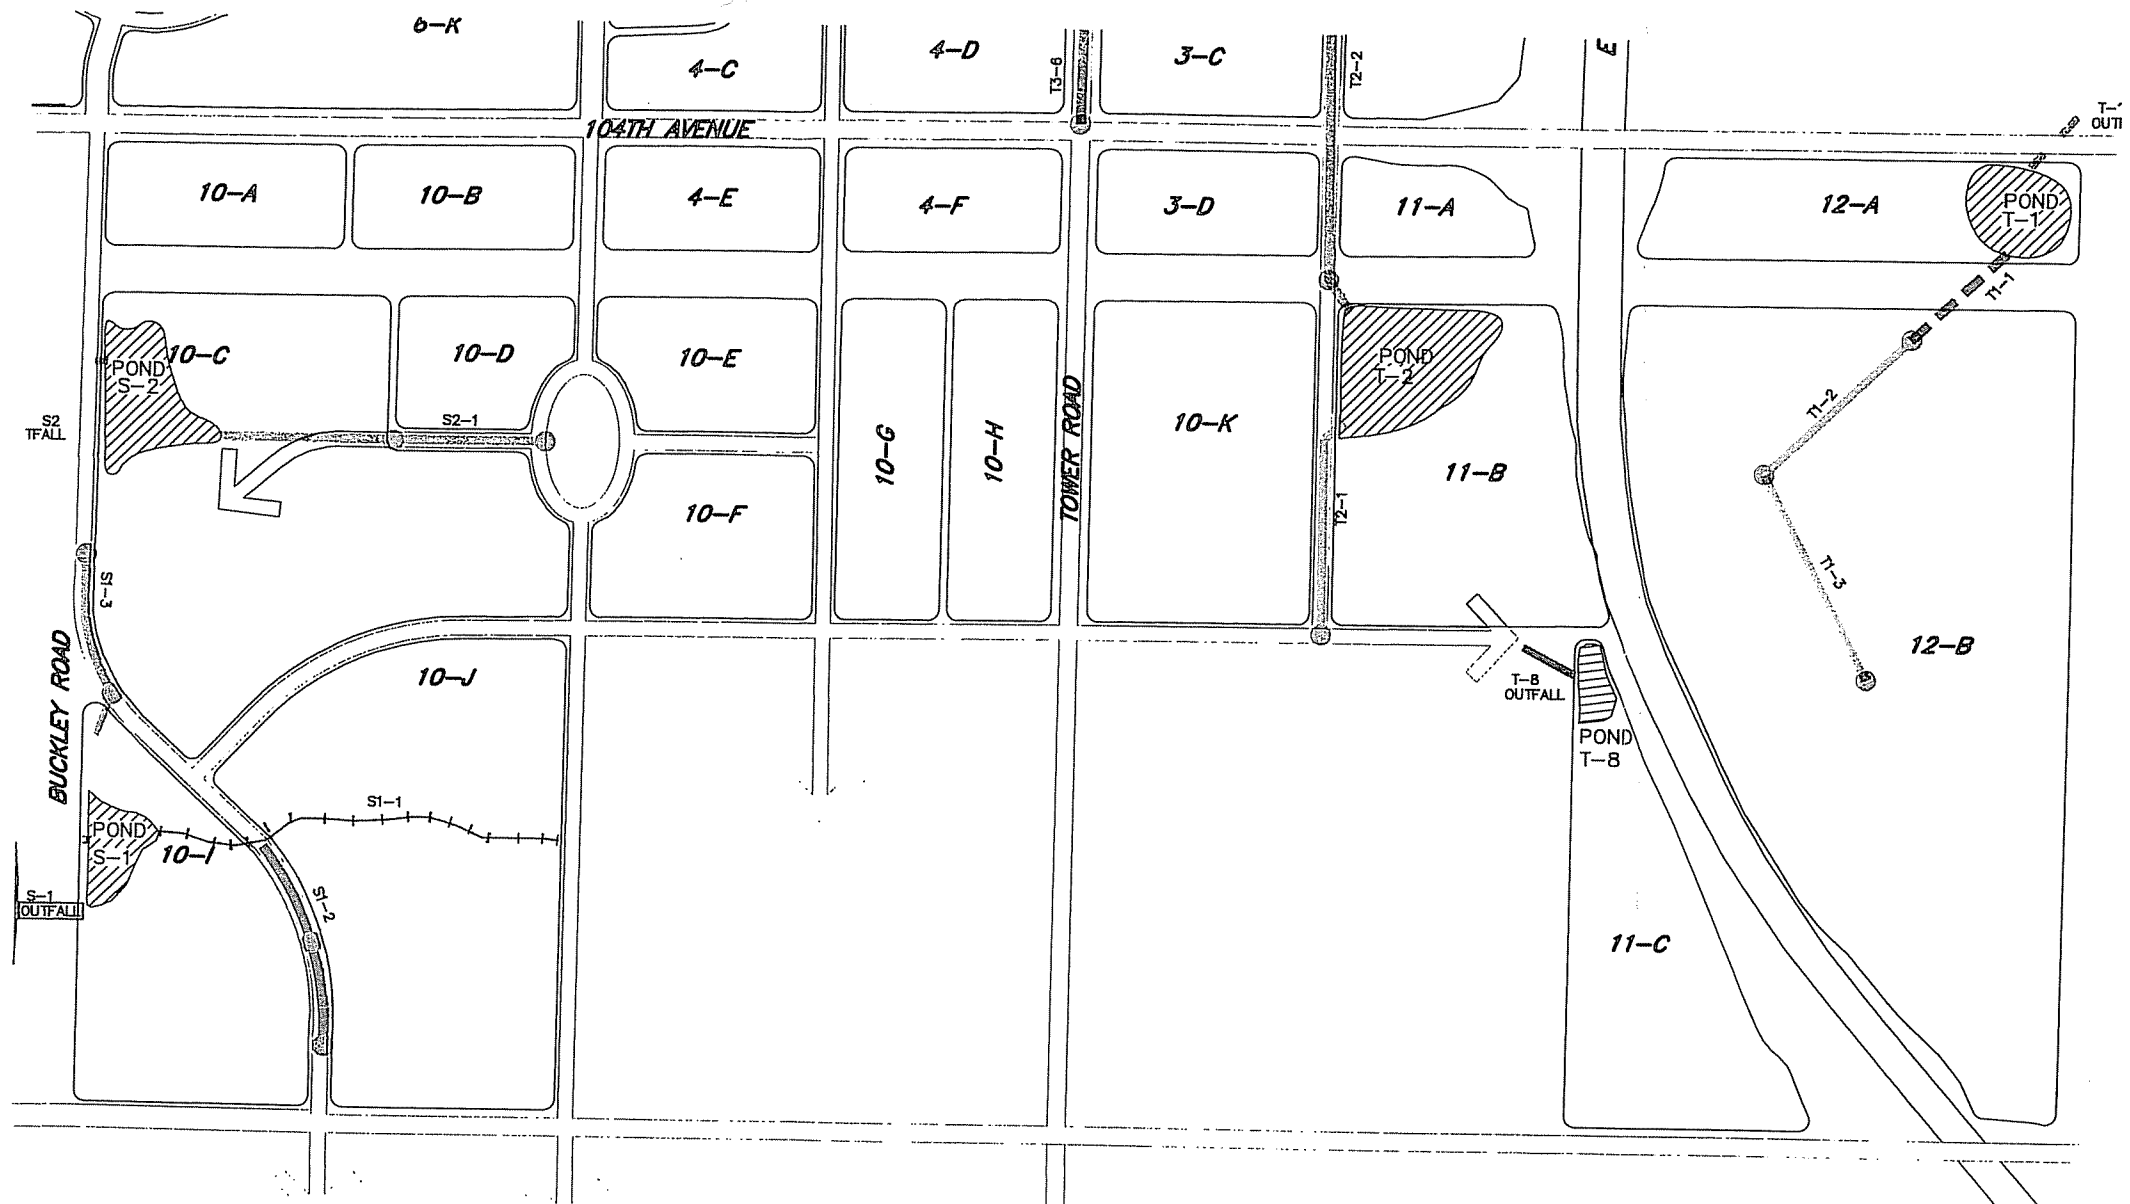 6-K
4-C
4-D
T3-6
3-C
T2-2
E
T-1
OUT
104TH AVENUE
10-A
10-B
4-E
4-F
3-D
11-A
12-A
POND
T-1
T1-1
10-C
POND
S-2
10-D
10-E
POND
T-2
T1-2
S2
TFALL
S2-1
10-G
10-H
TOWER ROAD
10-K
11-B
10-F
T2-1
T1-3
S1-3
12-B
10-J
T-8
OUTFALL
BUCKLEY ROAD
POND
T-8
S1-1
POND
S-1
10-I
S1-2
S-1
OUTFALL
11-C